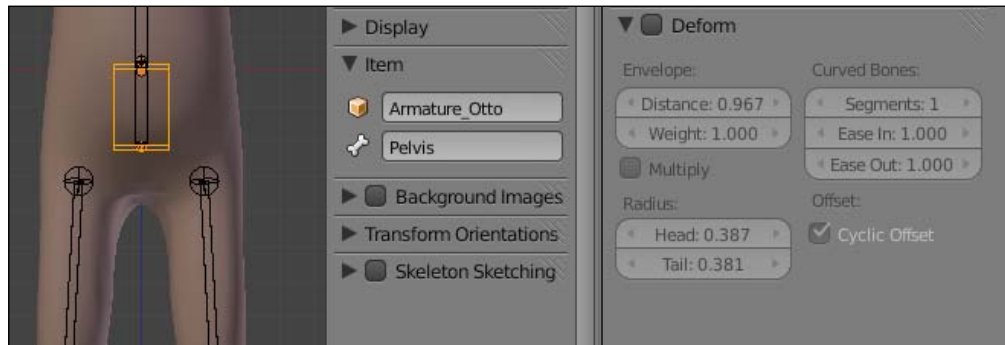 Display
Item
Armature_Otto
Pelvis
Background Images
Transform Orientations
Skeleton Sketching
Deform
Envelope:
Distance: 0.967
Weight: 1.000
Multiply
Radius:
Head: 0.387
Tail: 0.381
Curved Bones:
Segments: 1
Ease In: 1.000
Ease Out: 1.000
Offset:
Cyclic Offset